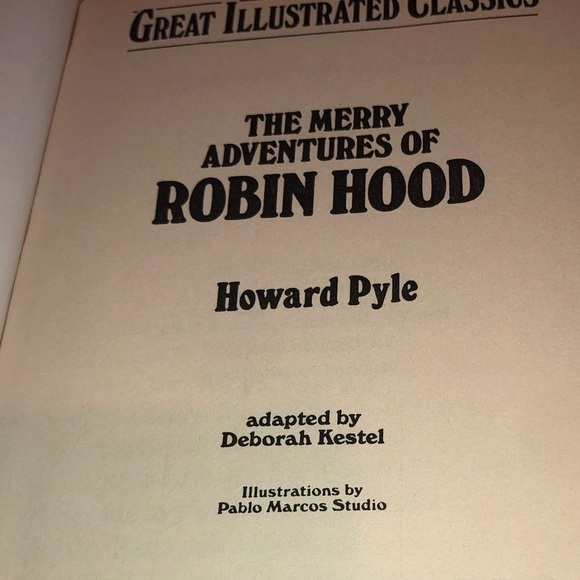 GREAT ILLUSTRATED CLASSICS
THE MERRY
ADVENTURES OF
ROBIN HOOD
Howard Pyle
adapted by
Deborah Kestel
Illustrations by
Pablo Marcos Studio